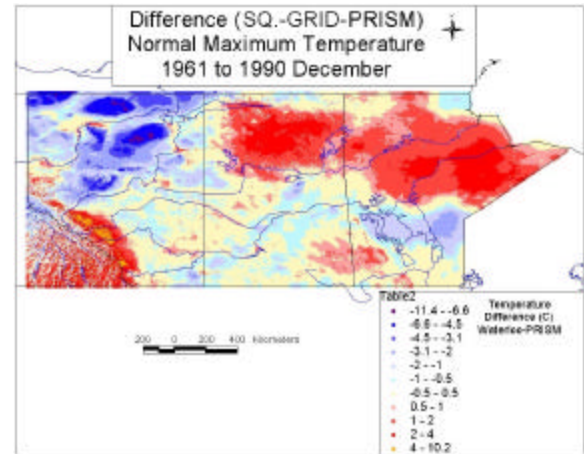 Difference (SQ.-GRID-PRISM)
Normal Maximum Temperature
1961 to 1990 December
Table2
-11.4 - -6.6
-6.6 - -4.5
-4.5 - -3.1
-3.1 - -2
-2 - -1
-1 - -0.5
-0.5 - 0.5
0.5 - 1
1 - 2
2 - 4
4 - 10.2
Temperature
Difference (C)
Waterloo-PRISM
200 0 200 400 Kilometers